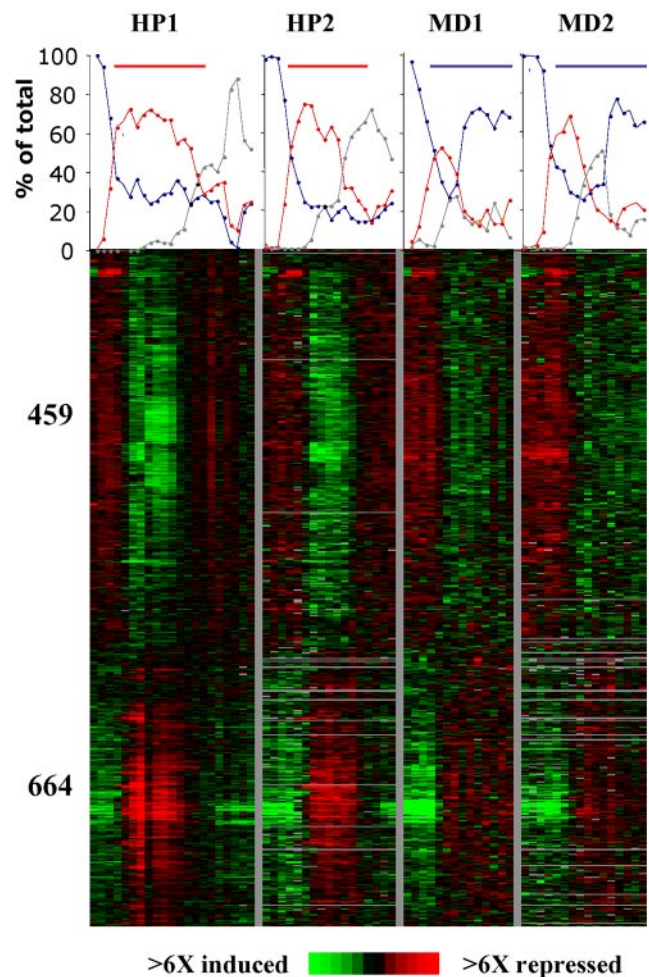 HP1 HP2 MD1 MD2
% of total
100
80
60
40
20
0
459
664
>6X induced >6X repressed